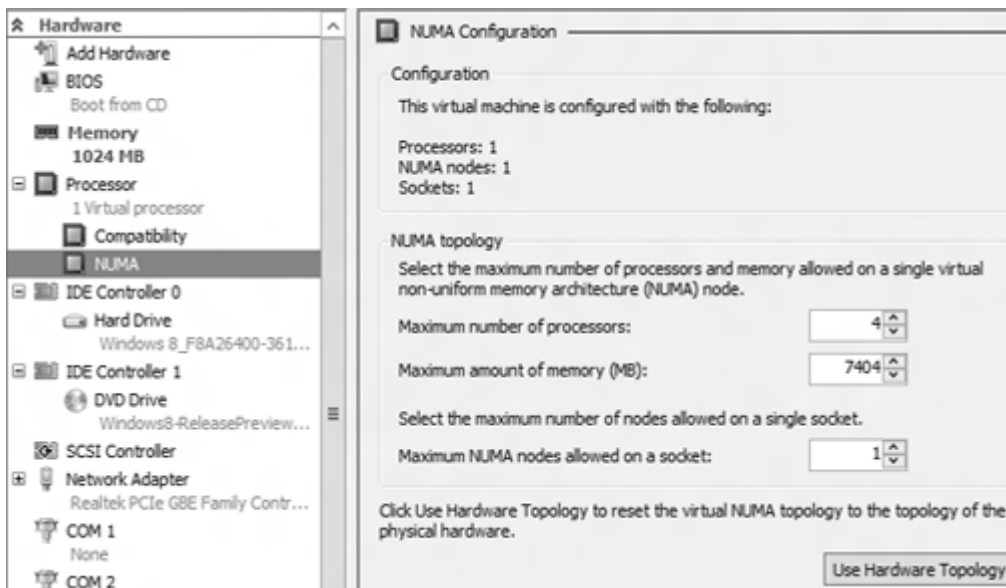 Hardware
Add Hardware
BIOS
Boot from CD
Memory
1024 MB
Processor
1 Virtual processor
Compatibility
NUMA
IDE Controller 0
Hard Drive
Windows 8_F8A26400-361...
IDE Controller 1
DVD Drive
Windows8-ReleasePreview...
SCSI Controller
Network Adapter
Realtek PCIe GBE Family Contr...
COM 1
None
COM 2
NUMA Configuration
Configuration
This virtual machine is configured with the following:
Processors: 1
NUMA nodes: 1
Sockets: 1
NUMA topology
Select the maximum number of processors and memory allowed on a single virtual
non-uniform memory architecture (NUMA) node.
Maximum number of processors: 4
Maximum amount of memory (MB): 7404
Select the maximum number of nodes allowed on a single socket.
Maximum NUMA nodes allowed on a socket: 1
Click Use Hardware Topology to reset the virtual NUMA topology to the topology of the
physical hardware.
Use Hardware Topology